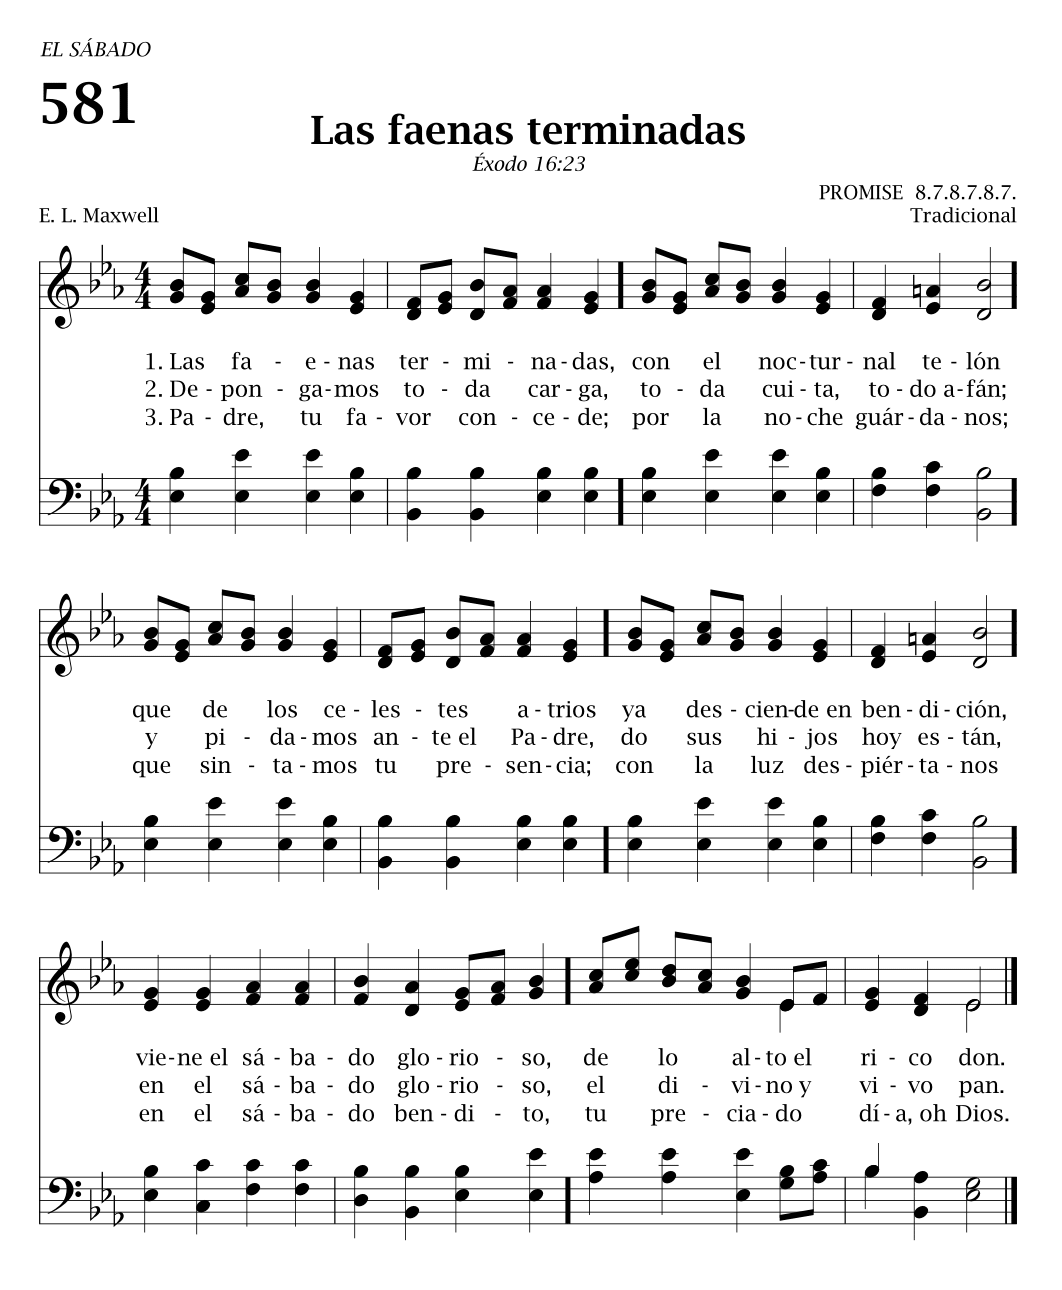 EL SÁBADO
581
Las faenas terminadas
Éxodo 16:23
PROMISE 8.7.8.7.8.7.
E. L. Maxwell
Tradicional
1. Las fa - e - nas ter - mi - na - das, con el noc - tur - nal te - lón
2. De - pon - ga - mos to - da car - ga, to - da cui - ta, to - do a - fán;
3. Pa - dre, tu fa - vor con - ce - de; por la no - che guár - da - nos;
que de los ce - les - tes a - trios ya des - cien - de en ben - di - ción,
y pi - da - mos an - te el Pa - dre, do sus hi - jos hoy es - tán,
que sin - ta - mos tu pre - sen - cia; con la luz des - piér - ta - nos
vie - ne el sá - ba - do glo - rio - so, de lo al - to el ri - co don.
en el sá - ba - do glo - rio - so, el di - vi - no y vi - vo pan.
en el sá - ba - do ben - di - to, tu pre - cia - do dí - a, oh Dios.